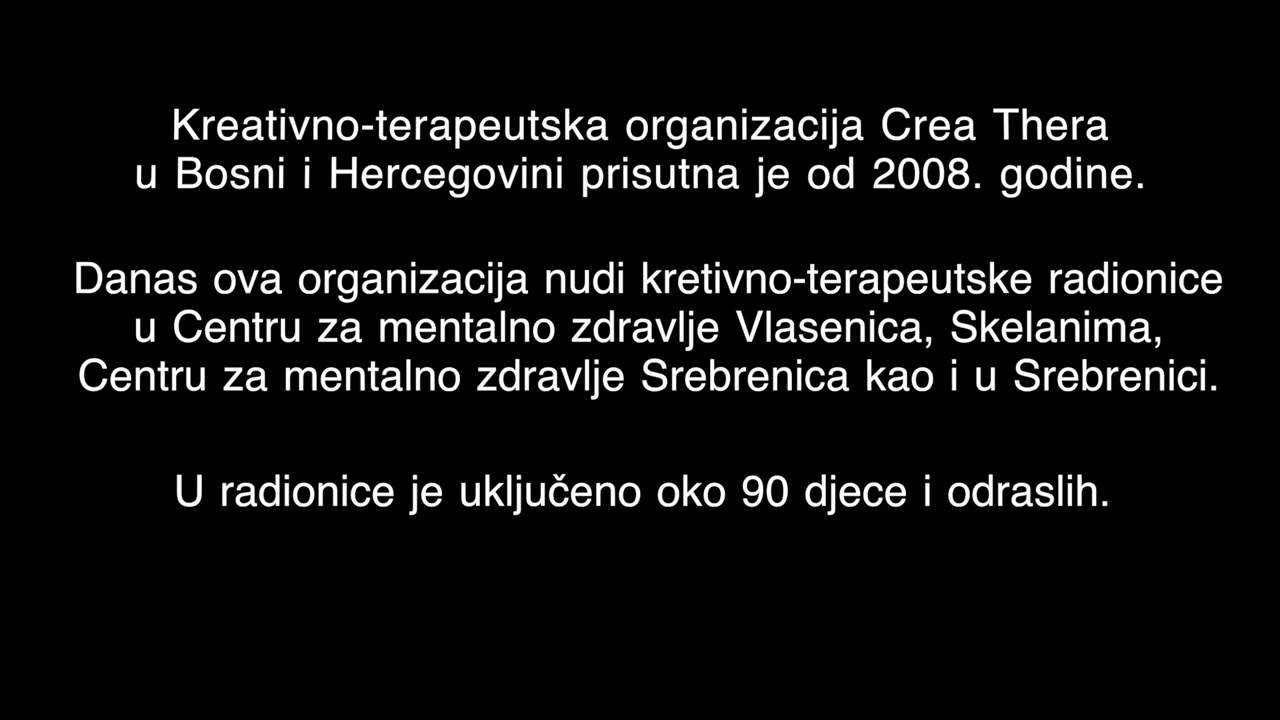 Kreativno-terapeutska organizacija Crea Thera
u Bosni i Hercegovini prisutna je od 2008. godine.
Danas ova organizacija nudi kretivno-terapeutske radionice
u Centru za mentalno zdravlje Vlasenica, Skelanima,
Centru za mentalno zdravlje Srebrenica kao i u Srebrenici.
U radionice je uključeno oko 90 djece i odraslih.